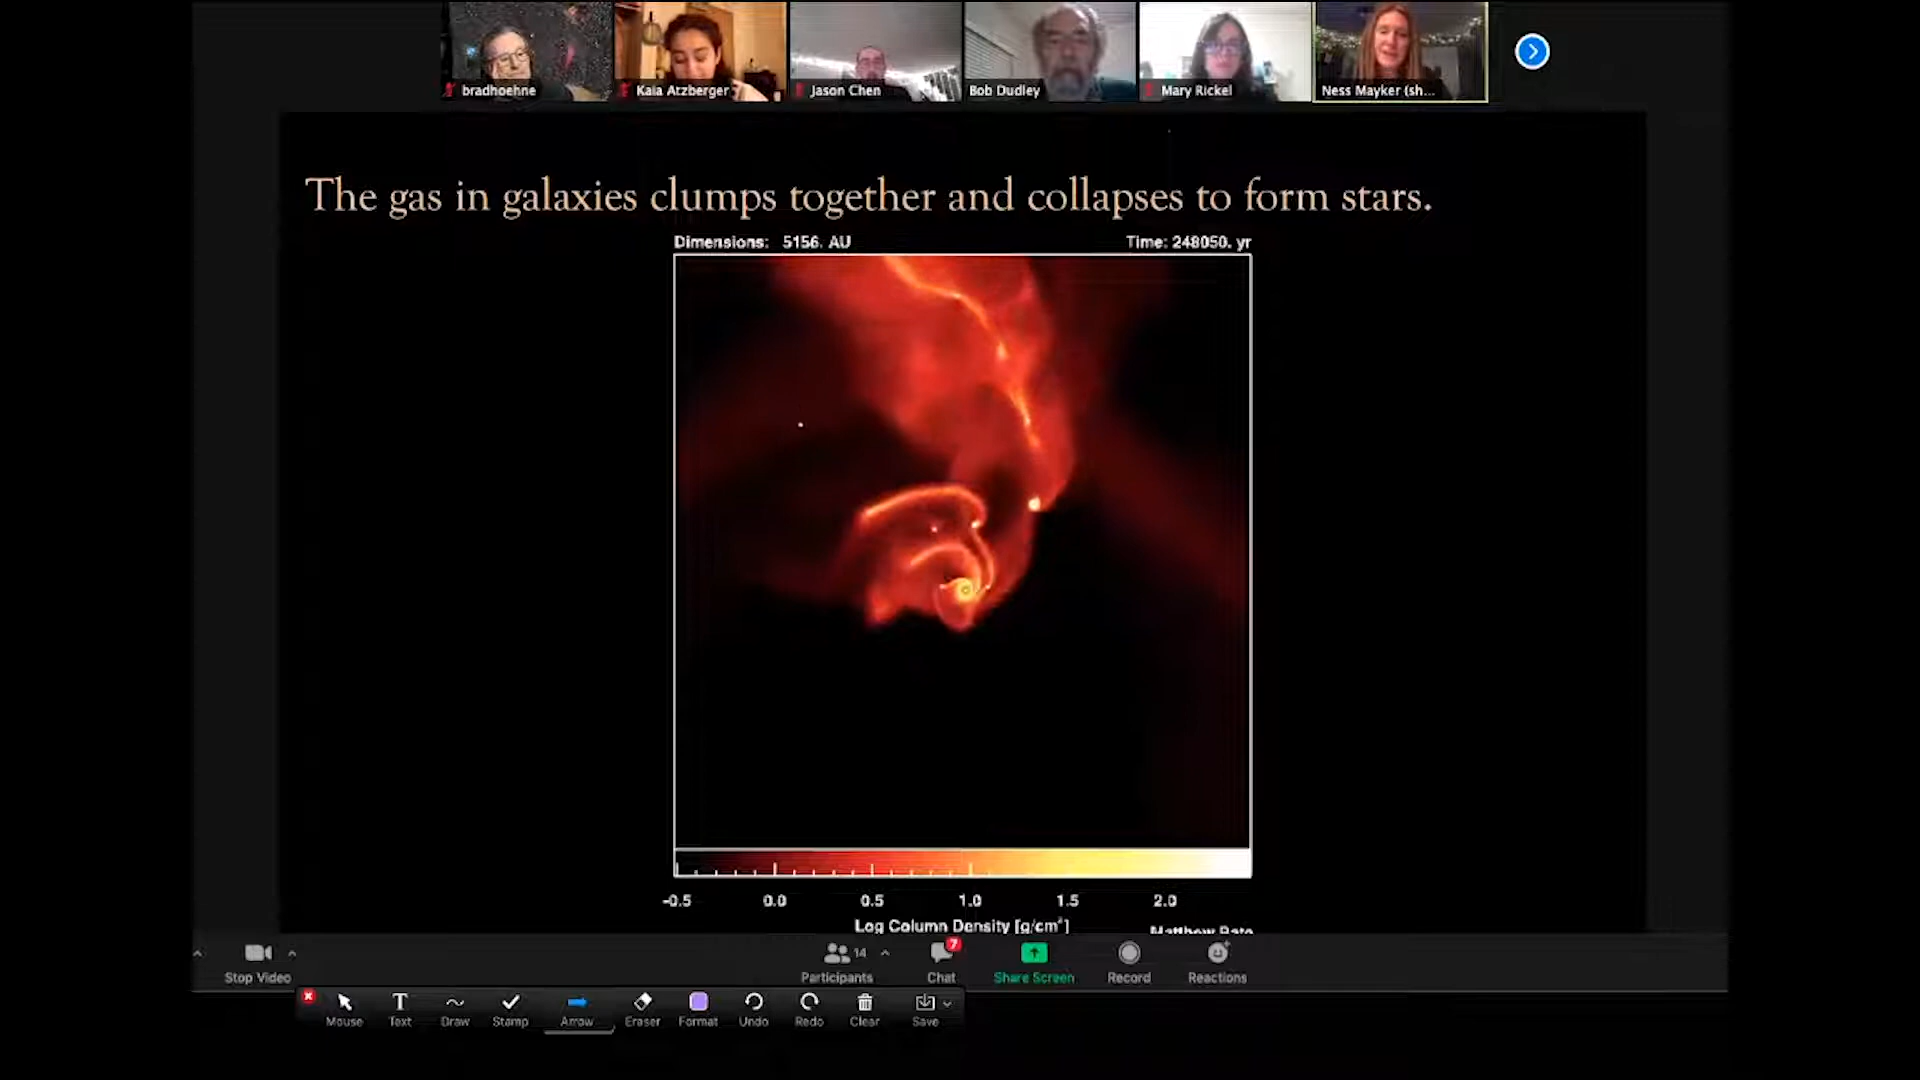 bradhoehne
Kaia Atzberger
Jason Chen
Bob Dudley
Mary Rickel
Ness Mayker (sh...
The gas in galaxies clumps together and collapses to form stars.
Dimensions: 5156. AU
Time: 248050. yr
-0.5 0.0 0.5 1.0 1.5 2.0
Log Column Density [g/cm²]
Matthew Bate
14
7
Stop Video
Participants
Chat
Share Screen
Record
Reactions
T
Mouse
Text
Draw
Stamp
Arrow
Eraser
Format
Undo
Redo
Clear
Save